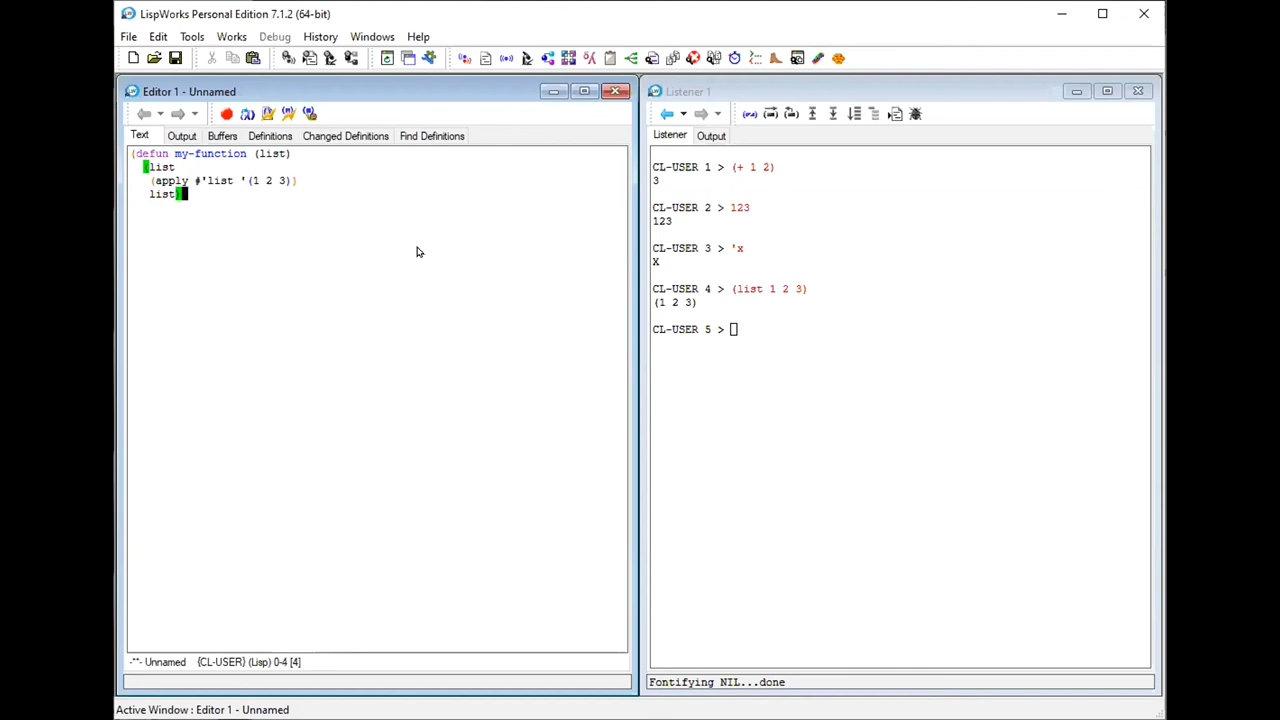 LispWorks Personal Edition 7.1.2 (64-bit)
File Edit Tools Works Debug History Windows Help
Editor 1 - Unnamed
Text Output Buffers Definitions Changed Definitions Find Definitions
(defun my-function (list)
(list
(apply #'list '(1 2 3))
list)
-**- Unnamed {CL-USER} (Lisp) 0-4 [4]
Listener 1
Listener Output
CL-USER 1 > (+ 1 2)
3
CL-USER 2 > 123
123
CL-USER 3 > 'x
X
CL-USER 4 > (list 1 2 3)
(1 2 3)
CL-USER 5 >
Fontifying NIL...done
Active Window : Editor 1 - Unnamed